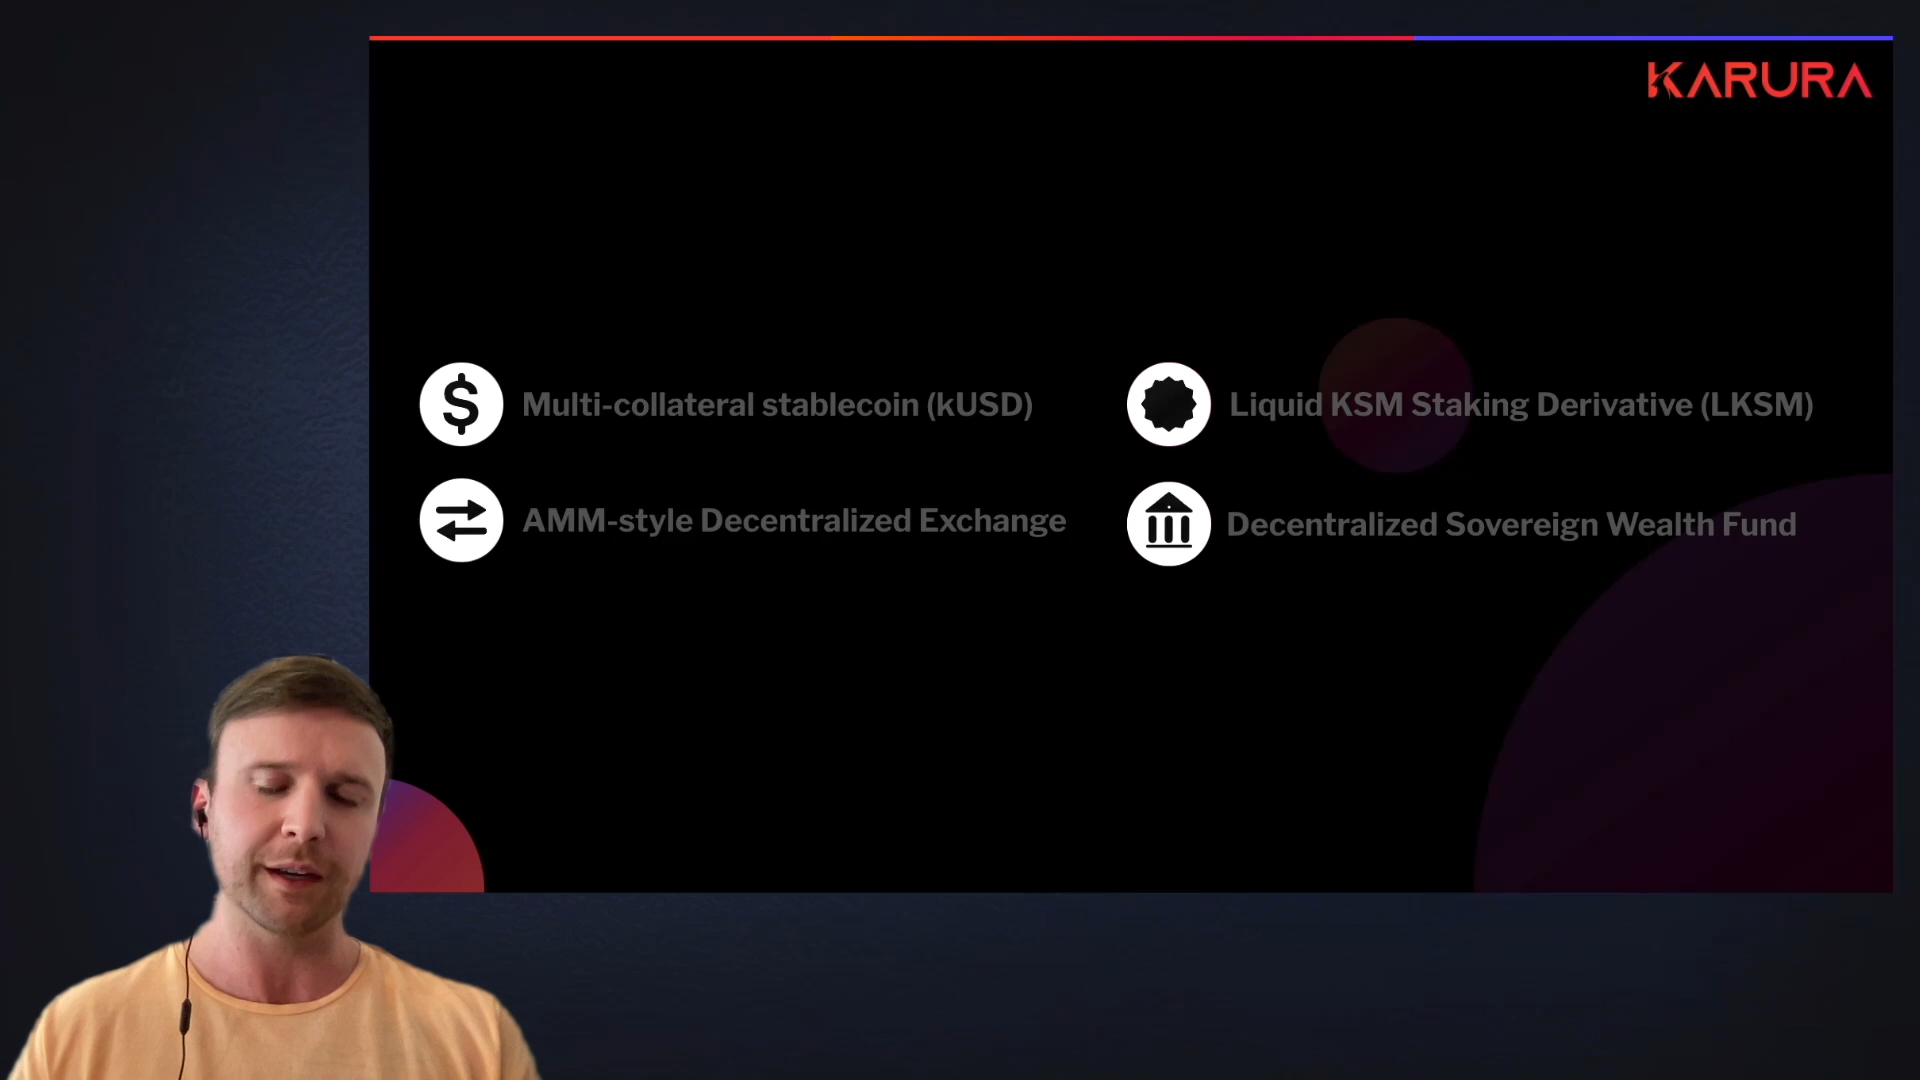 KARURA
Multi-collateral stablecoin (kUSD)
Liquid KSM Staking Derivative (LKSM)
AMM-style Decentralized Exchange
Decentralized Sovereign Wealth Fund